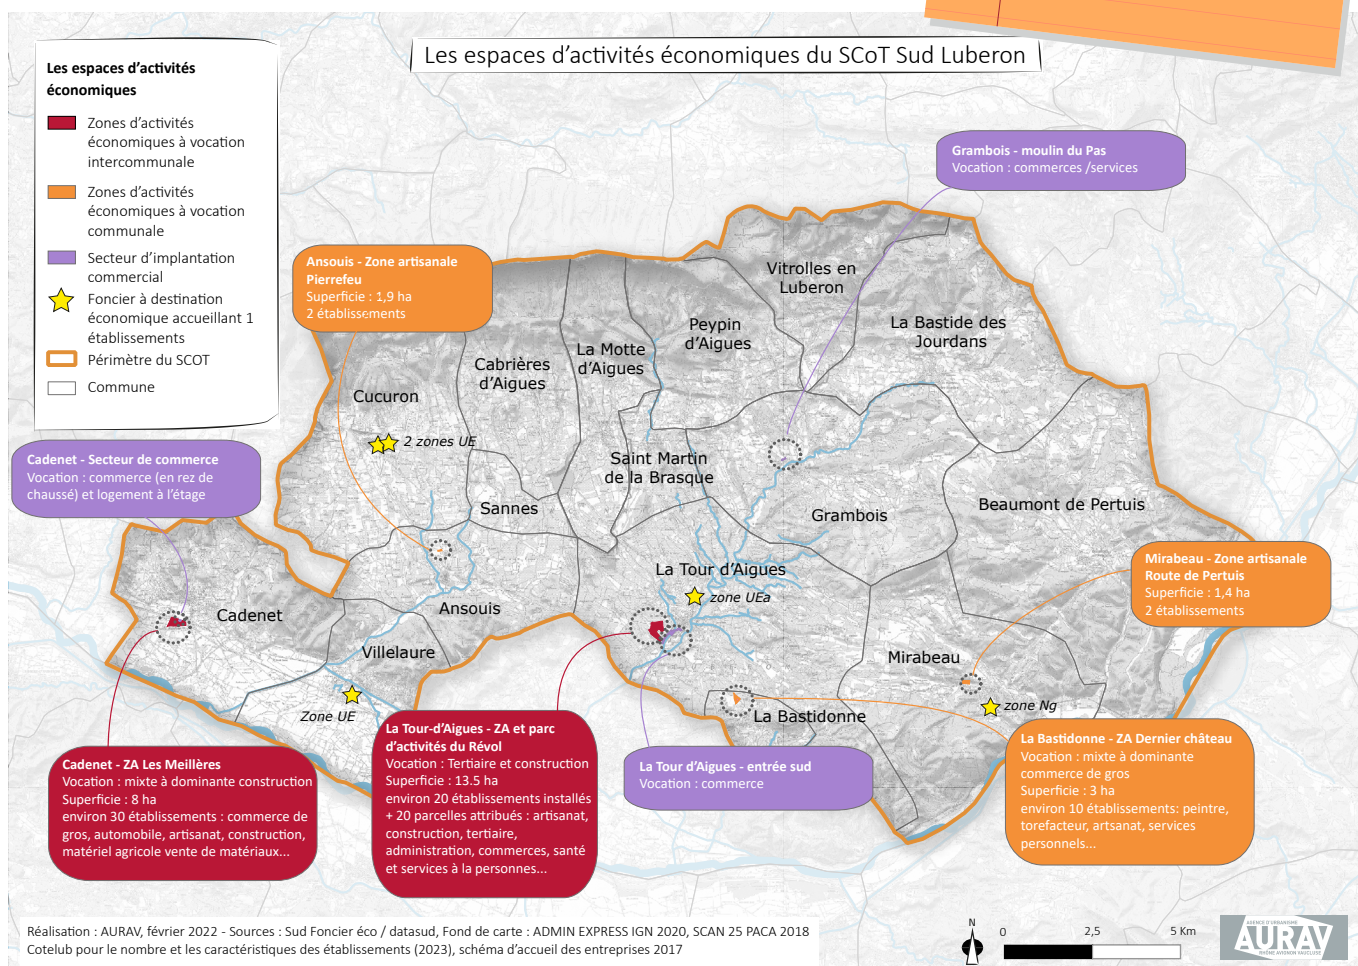 Les espaces d’activités économiques du SCoT Sud Luberon
Les espaces d’activités
économiques
Zones d’activités
économiques à vocation
intercommunale
Zones d’activités
économiques à vocation
communale
Secteur d’implantation
commercial
Foncier à destination
économique accueillant 1
établissements
Périmètre du SCOT
Commune
Grambois - moulin du Pas
Vocation : commerces /services
Ansouis - Zone artisanale
Pierrefeu
Superficie : 1,9 ha
2 établissements
Vitrolles en
Luberon
La Bastide des
Jourdans
Peypin
d’Aigues
La Motte
d’Aigues
Cabrières
d’Aigues
Cucuron
2 zones UE
Cadenet - Secteur de commerce
Vocation : commerce (en rez de
chaussé) et logement à l’étage
Saint Martin
de la Brasque
Sannes
Grambois
Beaumont de Pertuis
Mirabeau - Zone artisanale
Route de Pertuis
Superficie : 1,4 ha
2 établissements
La Tour d’Aigues
zone UEa
Cadenet
Ansouis
Villelaure
Zone UE
Mirabeau
zone Ng
La Bastidonne
Cadenet - ZA Les Meillères
Vocation : mixte à dominante construction
Superficie : 8 ha
environ 30 établissements : commerce de
gros, automobile, artisanat, construction,
matériel agricole vente de matériaux...
La Tour-d’Aigues - ZA et parc
d’activités du Révol
Vocation : Tertiaire et construction
Superficie : 13.5 ha
environ 20 établissements installés
+ 20 parcelles attribués : artisanat,
construction, tertiaire,
administration, commerces, santé
et services à la personnes...
La Tour d’Aigues - entrée sud
Vocation : commerce
La Bastidonne - ZA Dernier château
Vocation : mixte à dominante
commerce de gros
Superficie : 3 ha
environ 10 établissements: peintre,
torefacteur, artsanat, services
personnels...
Réalisation : AURAV, février 2022 - Sources : Sud Foncier éco / datasud, Fond de carte : ADMIN EXPRESS IGN 2020, SCAN 25 PACA 2018
Cotelub pour le nombre et les caractéristiques des établissements (2023), schéma d’accueil des entreprises 2017
N
0 2,5 5 Km
AGENCE D’URBANISME
AURAV
RHÔNE AVIGNON VAUCLUSE